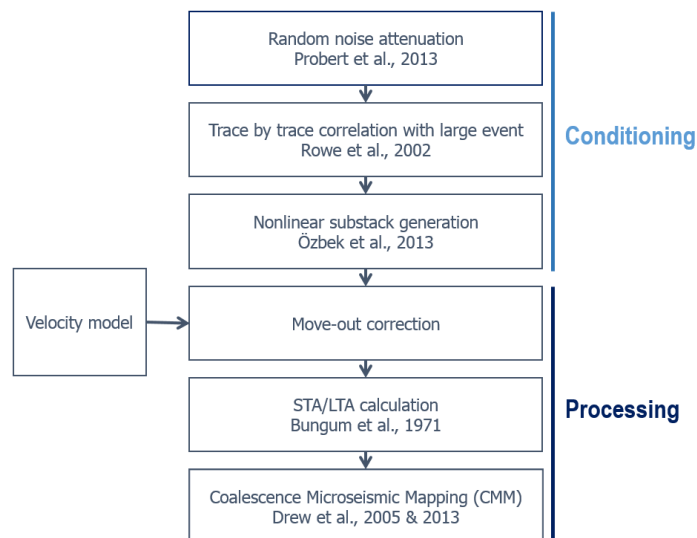 Random noise attenuation
Probert et al., 2013
Trace by trace correlation with large event
Rowe et al., 2002
Conditioning
Nonlinear substack generation
Özbek et al., 2013
Velocity model
Move-out correction
STA/LTA calculation
Bungum et al., 1971
Processing
Coalescence Microseismic Mapping (CMM)
Drew et al., 2005 & 2013